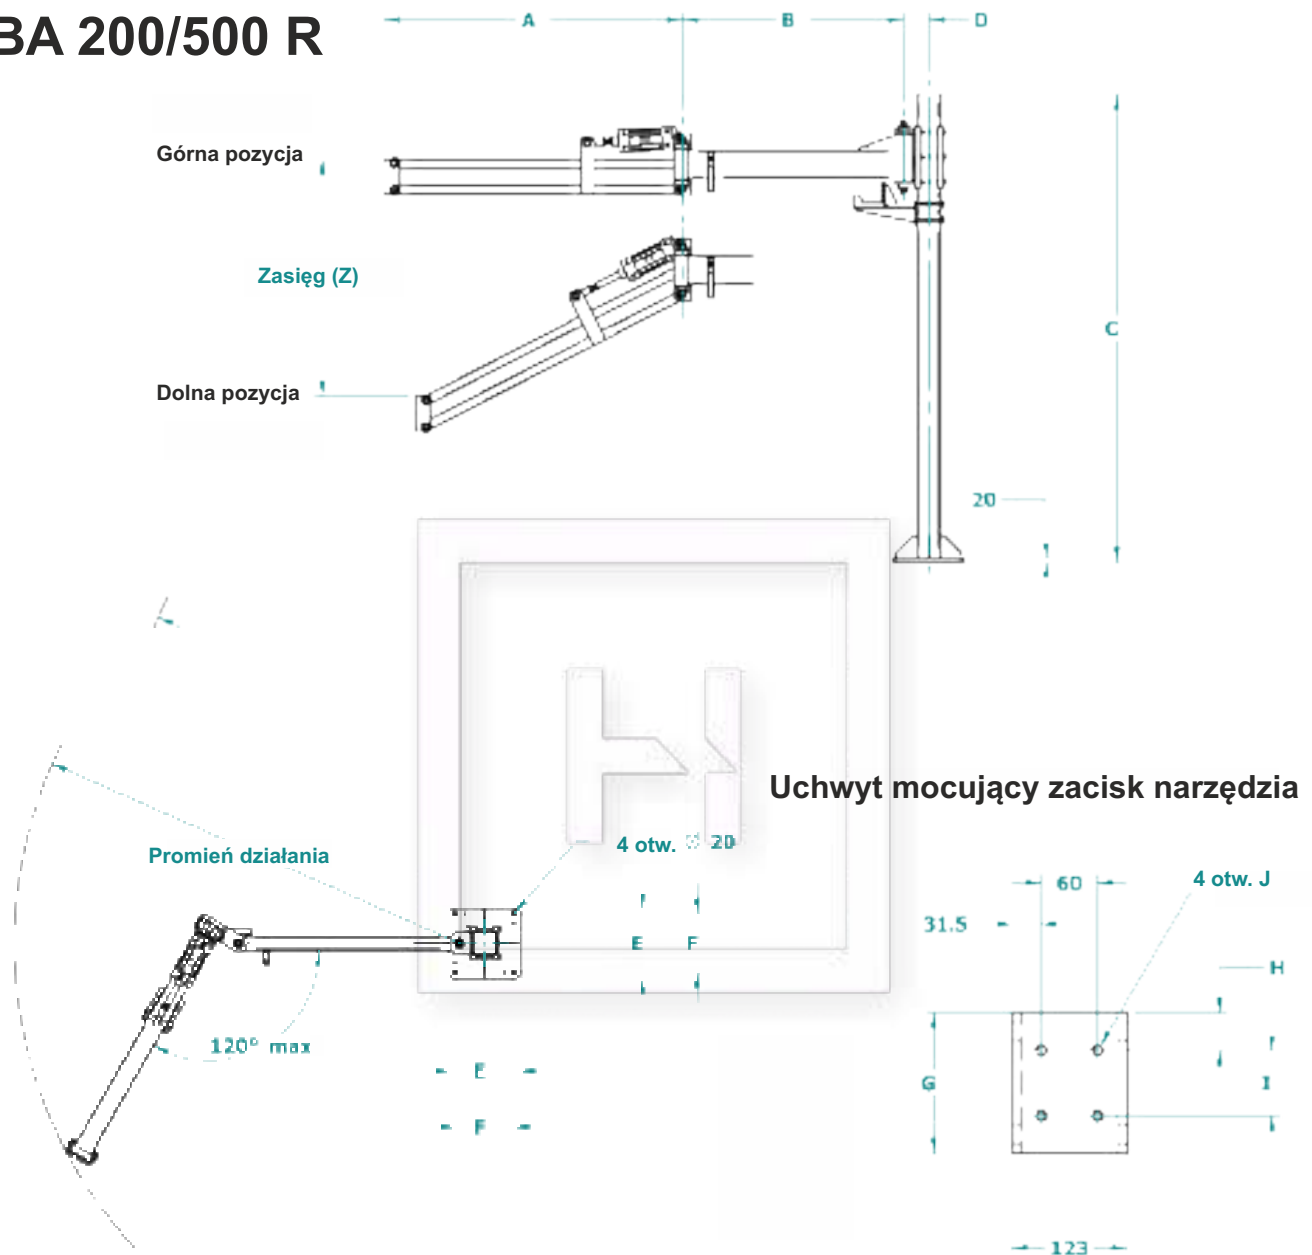 BA 200/500 R
A
B
D
Górna pozycja
Zasięg (Z)
C
Dolna pozycja
20
Uchwyt mocujący zacisk narzędzia
4 otw. 20
Promień działania
60
4 otw. J
31.5
E
F
H
120° max
E
G
I
F
123